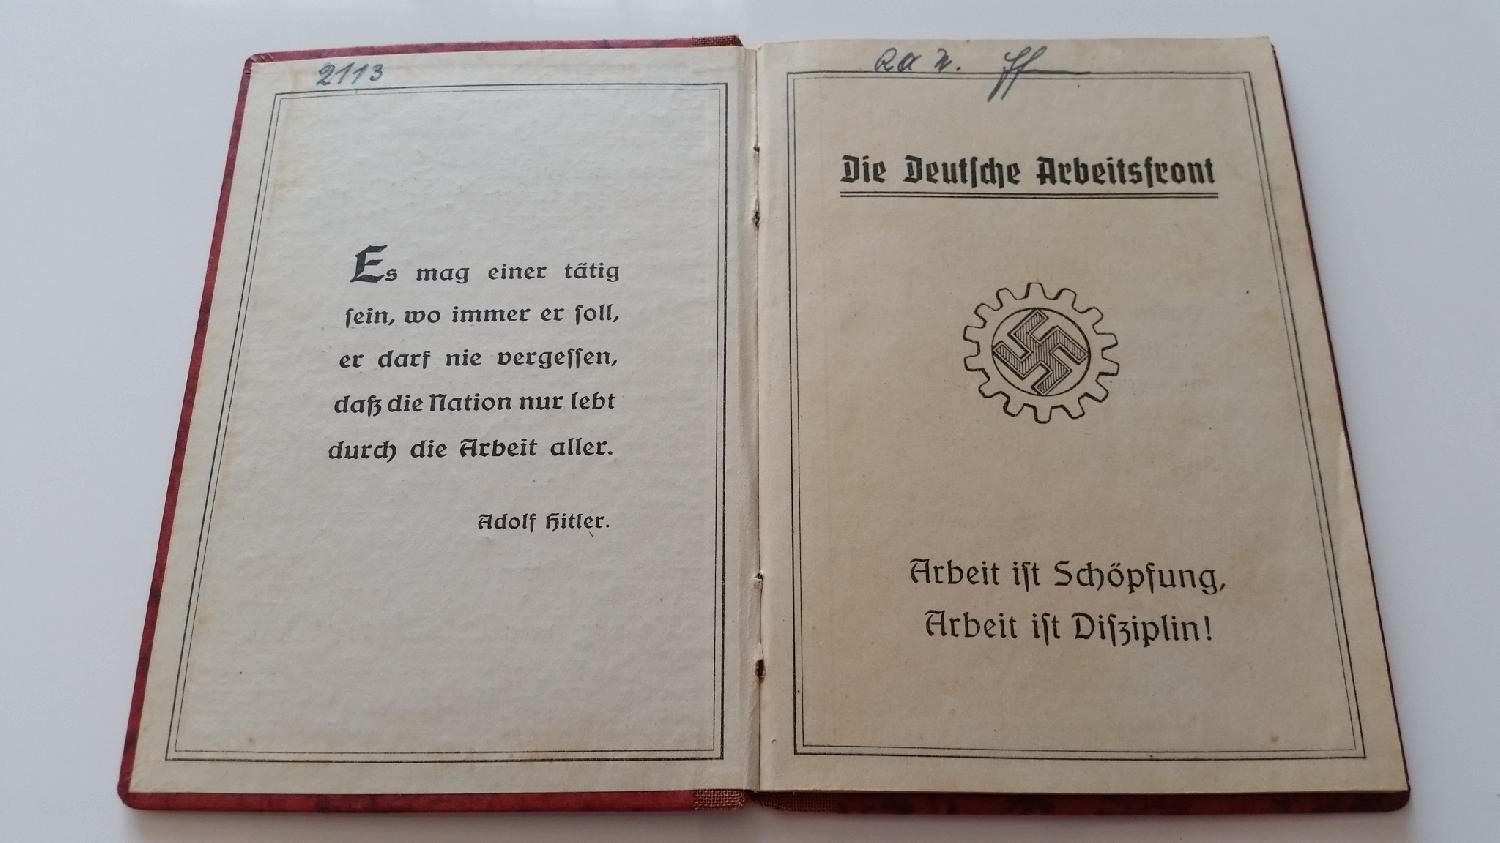 2113
Es mag einer tätig
sein, wo immer er soll,
er darf nie vergessen,
daß die Nation nur lebt
durch die Arbeit aller.
Adolf Hitler.
Die Deutsche Arbeitsfront
Arbeit ist Schöpfung,
Arbeit ist Disziplin!